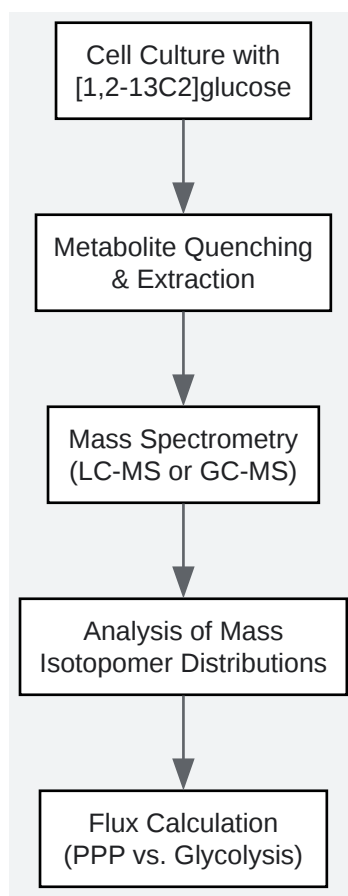 Cell Culture with
[1,2-13C2]glucose
Metabolite Quenching
& Extraction
Mass Spectrometry
(LC-MS or GC-MS)
Analysis of Mass
Isotopomer Distributions
Flux Calculation
(PPP vs. Glycolysis)